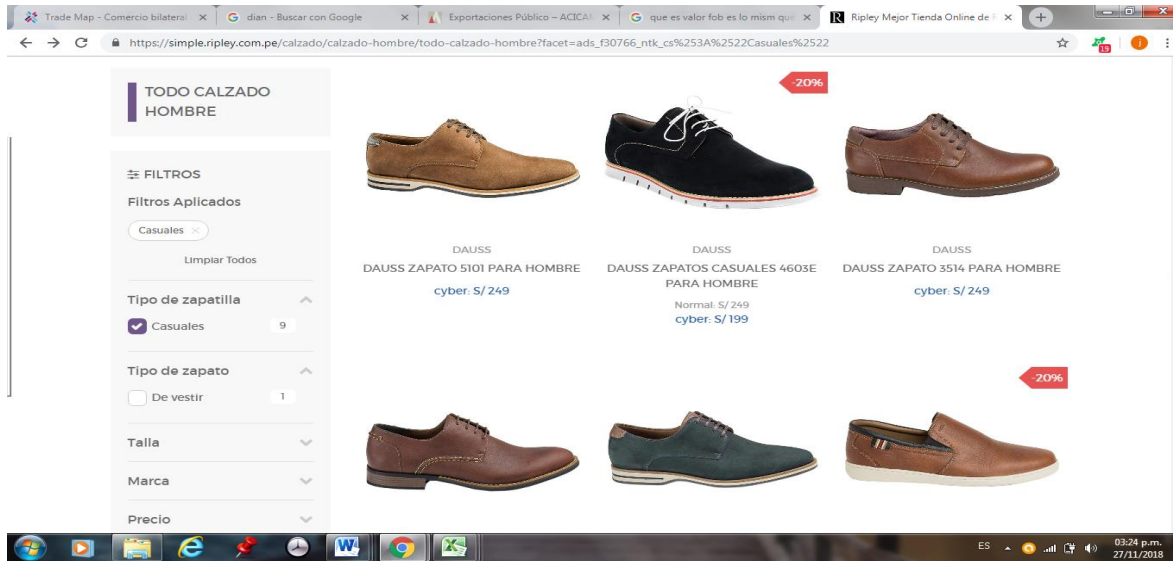 Trade Map - Comercio bilateral
dian - Buscar con Google
Exportaciones Público – ACICA
que es valor fob es lo mism que
Ripley Mejor Tienda Online de
https://simple.ripley.com.pe/calzado/calzado-hombre/todo-calzado-hombre?facet=ads_f30766_ntk_cs%253A%2522Casuales%2522
19
i
TODO CALZADO
HOMBRE
FILTROS
Filtros Aplicados
Casuales
Limpiar Todos
Tipo de zapatilla
Casuales 9
Tipo de zapato
De vestir 1
Talla
Marca
Precio
-20%
DAUSS
DAUSS ZAPATO 5101 PARA HOMBRE
cyber: S/ 249
DAUSS
DAUSS ZAPATOS CASUALES 4603E
PARA HOMBRE
Normal: S/ 249
cyber: S/ 199
DAUSS
DAUSS ZAPATO 3514 PARA HOMBRE
cyber: S/ 249
-20%
ES
03:24 p.m.
27/11/2018